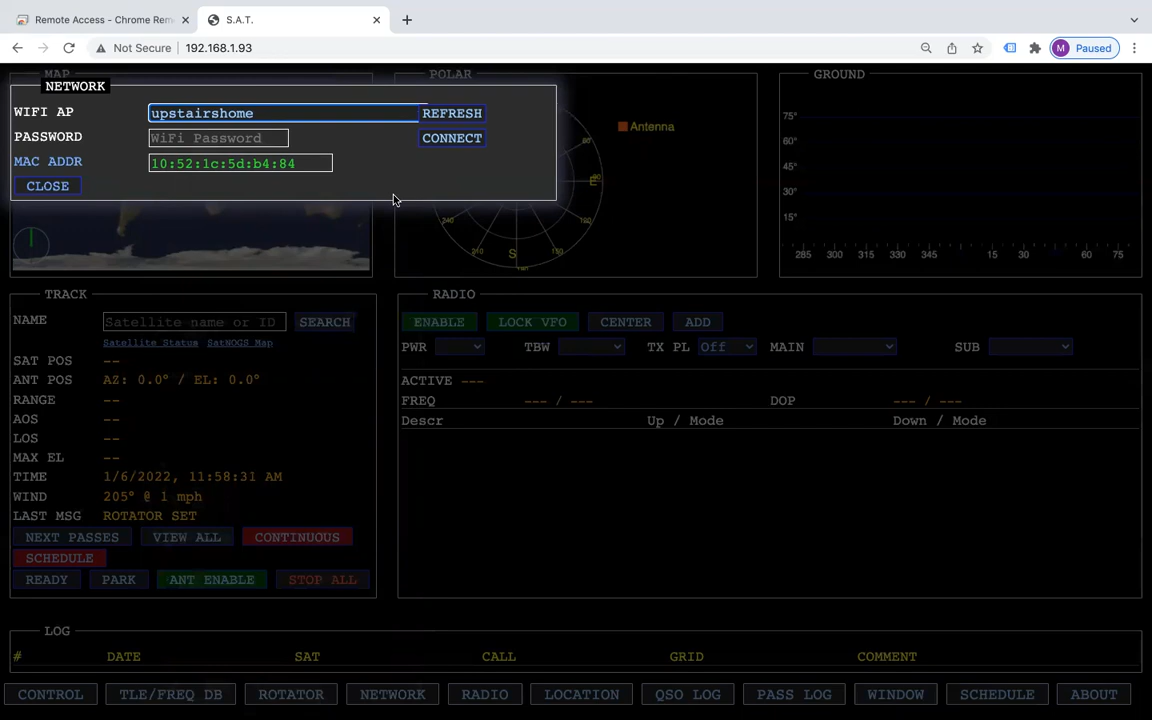 Remote Access - Chrome Rem
S.A.T.
Not Secure
192.168.1.93
M
Paused
MAP
POLAR
GROUND
NETWORK
WIFI AP
upstairshome
REFRESH
PASSWORD
WiFi Password
CONNECT
MAC ADDR
10:52:1c:5d:b4:84
CLOSE
Antenna
60
E
120
150
S
210
240
75°
60°
45°
30°
15°
285 300 315 330 345 15 30 60 75
TRACK
NAME
Satellite name or ID
SEARCH
Satellite Status
SatNOGS Map
SAT POS --
ANT POS AZ: 0.0° / EL: 0.0°
RANGE --
AOS --
LOS --
MAX EL --
TIME 1/6/2022, 11:58:31 AM
WIND 205° @ 1 mph
LAST MSG ROTATOR SET
NEXT PASSES VIEW ALL CONTINUOUS
SCHEDULE
READY PARK ANT ENABLE STOP ALL
RADIO
ENABLE LOCK VFO CENTER ADD
PWR TBW TX PL Off MAIN SUB
ACTIVE ---
FREQ --- / --- DOP --- / ---
Descr Up / Mode Down / Mode
LOG
# DATE SAT CALL GRID COMMENT
CONTROL TLE/FREQ DB ROTATOR NETWORK RADIO LOCATION QSO LOG PASS LOG WINDOW SCHEDULE ABOUT